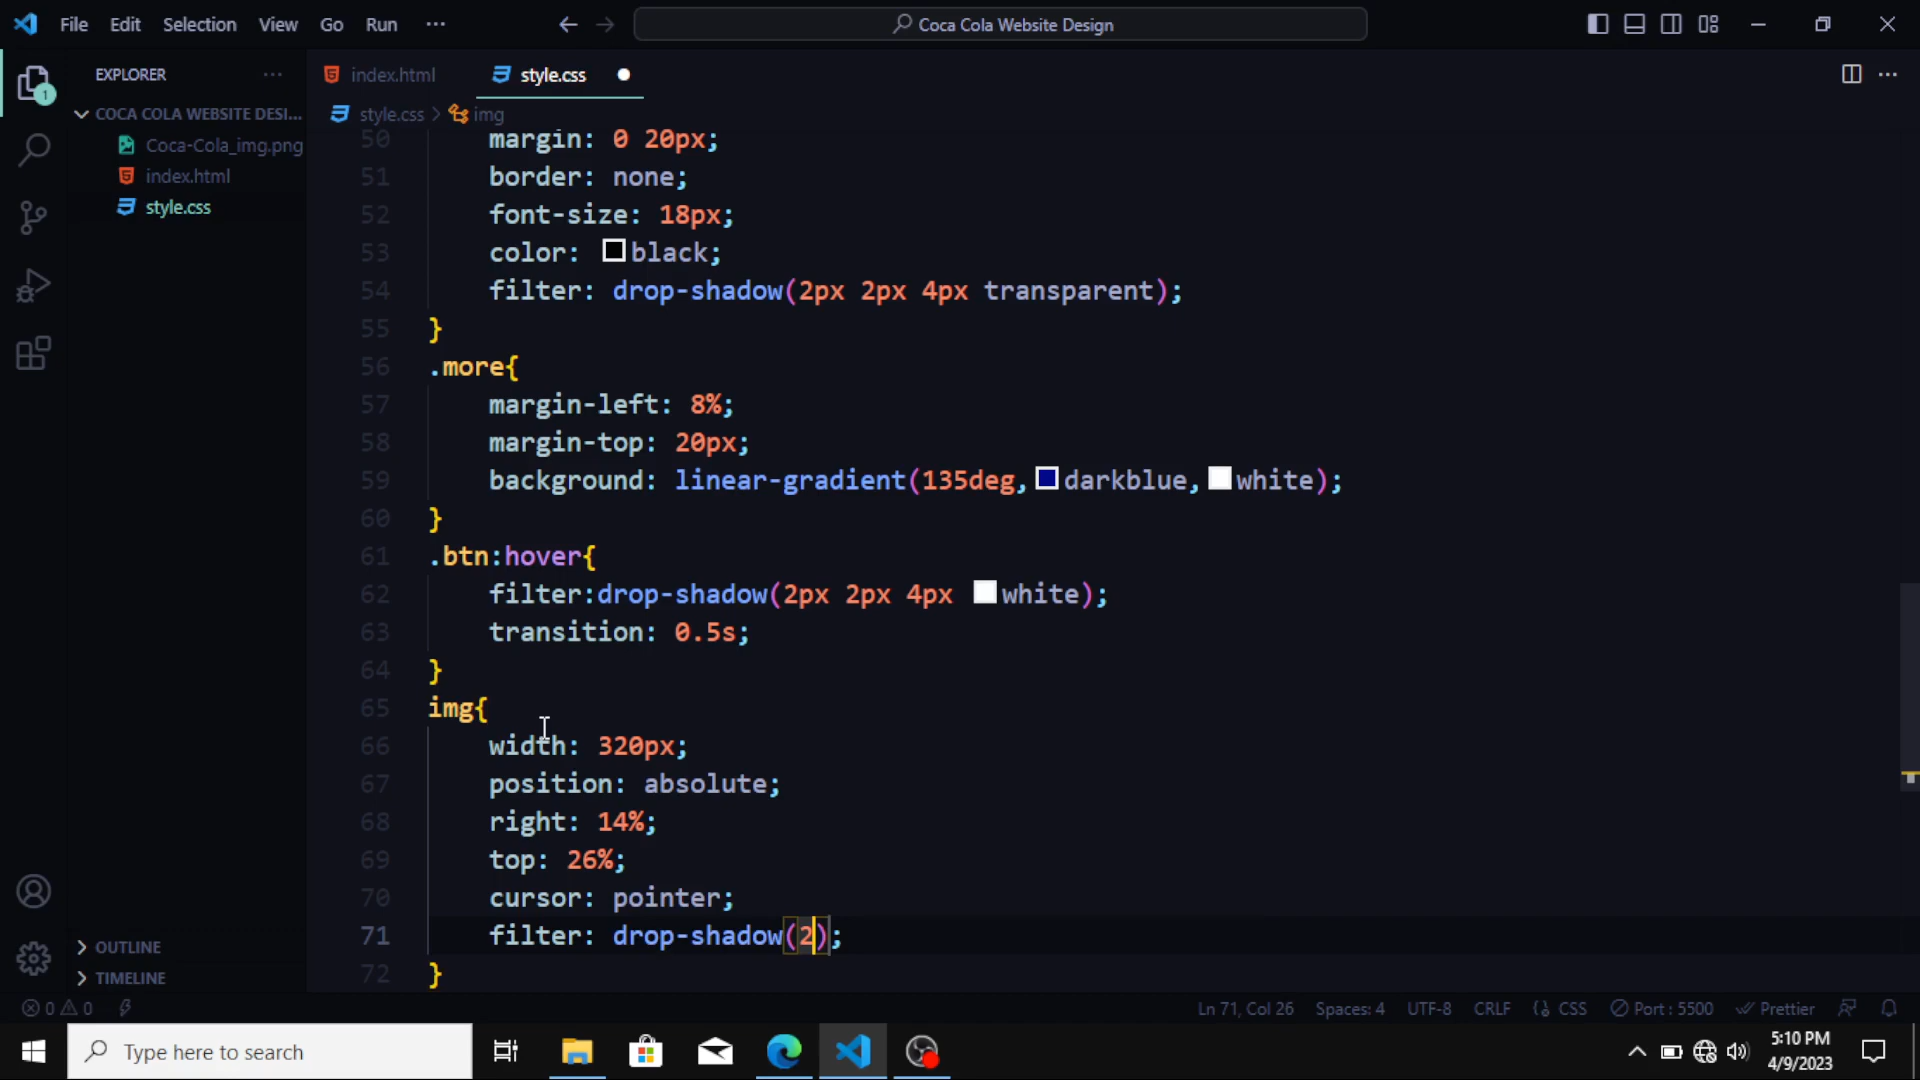 File Edit Selection View Go Run ··· Coca Cola Website Design
EXPLORER ···
index.html style.css
COCA COLA WEBSITE DESI...
style.css > img
Coca-Cola_img.png
index.html
style.css
1
50 margin: 0 20px;
51 border: none;
52 font-size: 18px;
53 color: black;
54 filter: drop-shadow(2px 2px 4px transparent);
55 }
56 .more{
57 margin-left: 8%;
58 margin-top: 20px;
59 background: linear-gradient(135deg, darkblue, white);
60 }
61 .btn:hover{
62 filter:drop-shadow(2px 2px 4px white);
63 transition: 0.5s;
64 }
65 img{
66 width: 320px;
67 position: absolute;
68 right: 14%;
69 top: 26%;
70 cursor: pointer;
71 filter: drop-shadow(2);
72 }
OUTLINE
TIMELINE
0 0 Ln 71, Col 26 Spaces: 4 UTF-8 CRLF CSS Port : 5500 Prettier
Type here to search
5:10 PM
4/9/2023